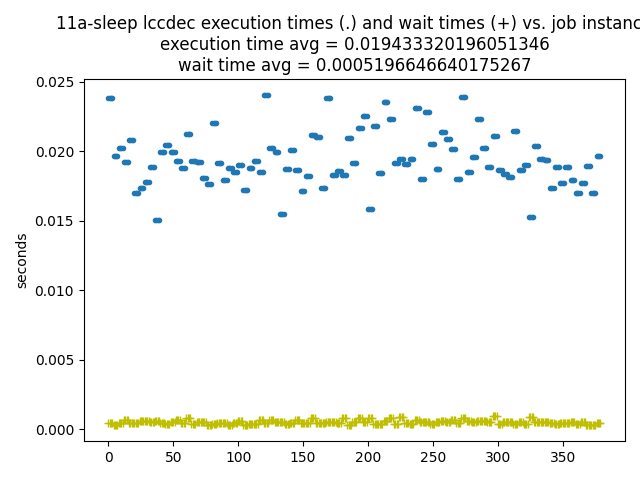 11a-sleep lccdec execution times (.) and wait times (+) vs. job instanc
execution time avg = 0.019433320196051346
wait time avg = 0.0005196646640175267
0.025
0.020
0.015
0.010
0.005
0.000
seconds
0 50 100 150 200 250 300 350